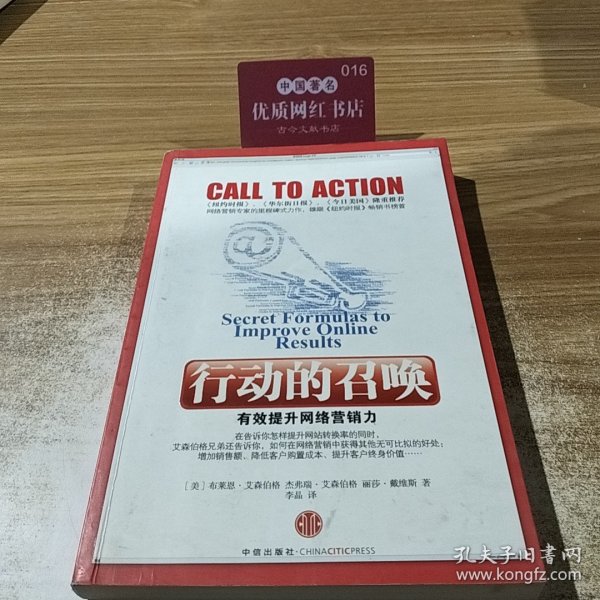 016
中国著名
优质网红书店
古今文献书店
CALL TO ACTION
《纽约时报》、《华尔街日报》、《今日美国》隆重推荐
网络营销专家的里程碑式力作，雄踞《纽约时报》畅销书榜首
Secret Formulas to
Improve Online
Results
行动的召唤
有效提升网络营销力
在告诉你怎样提升网站转换率的同时，
艾森伯格兄弟还告诉你，如何在网络营销中获得其他无可比拟的好处：
增加销售额、降低客户购置成本、提升客户终身价值……
［美］布莱恩·艾森伯格 杰弗瑞·艾森伯格 丽莎·戴维斯 著
李晶 译
中信出版社·CHINACITICPRESS
孔夫子旧书网
www.kongfz.com